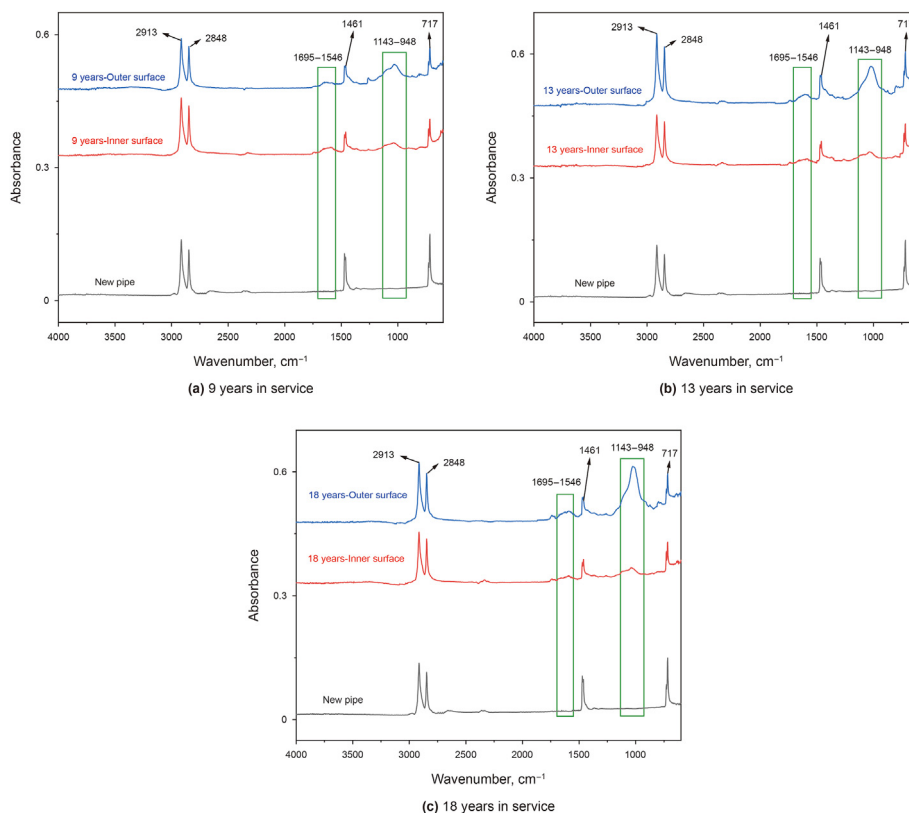 2913
2848
1461
1143–948
717
1695–1546
0.6
9 years-Outer surface
9 years-Inner surface
0.3
New pipe
0
Absorbance
4000 3500 3000 2500 2000 1500 1000
Wavenumber, cm⁻¹
(a) 9 years in service
2913
2848
1461
1143–948
71
1695–1546
0.6
13 years-Outer surface
13 years-Inner surface
0.3
New pipe
0
Absorbance
4000 3500 3000 2500 2000 1500 1000
Wavenumber, cm⁻¹
(b) 13 years in service
2913
2848
1461
1143–948
717
1695–1546
0.6
18 years-Outer surface
18 years-Inner surface
0.3
New pipe
0
Absorbance
4000 3500 3000 2500 2000 1500 1000
Wavenumber, cm⁻¹
(c) 18 years in service